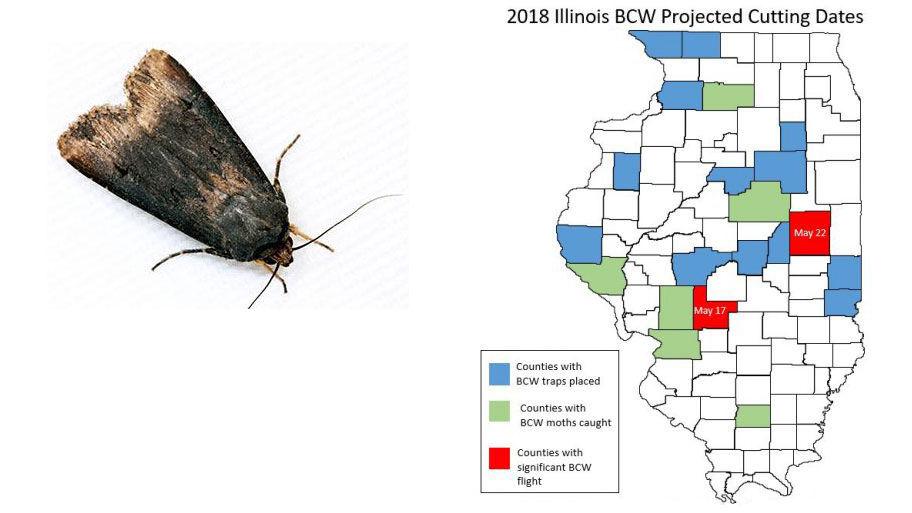 2018 Illinois BCW Projected Cutting Dates
May 22
May 17
Counties with
BCW traps placed
Counties with
BCW moths caught
Counties with
significant BCW
flight